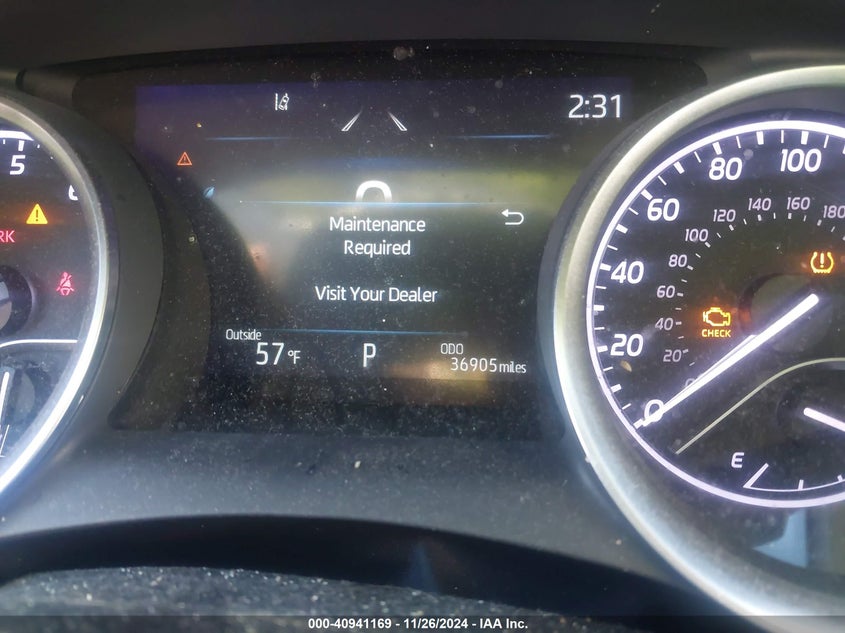 2:31
Maintenance
Required
Visit Your Dealer
Outside
57°F
P
ODO
36905 miles
5
RK
0
20
40
60
80
100
20
40
60
80
100
120
140
160
180
CHECK
E
000-40941169 - 11/26/2024 - IAA Inc.